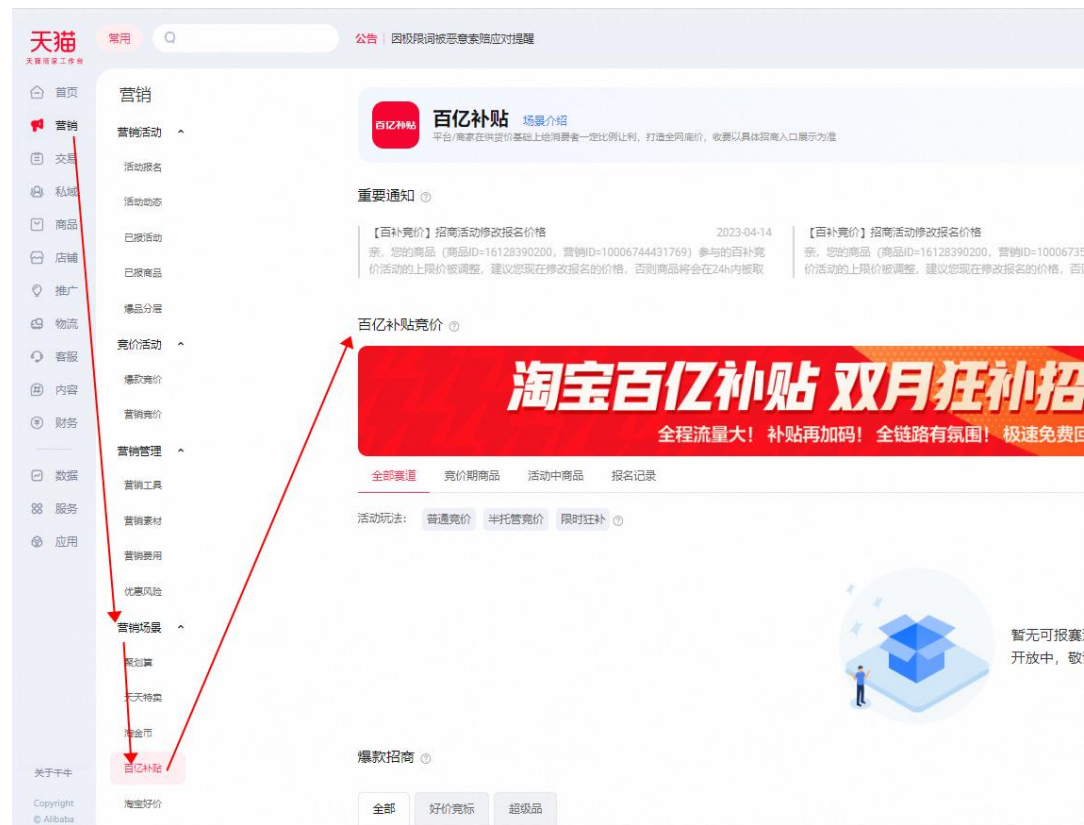 天猫
天猫商家工作台
常用
公告 因极限词被恶意索赔应对提醒
首页
营销
交易
私域
商品
店铺
推广
物流
客服
内容
财务
数据
服务
应用
关于千牛
Copyright
© Alibaba
营销
营销活动
活动报名
活动动态
已报活动
已报商品
爆品分层
竞价活动
爆款竞价
营销竞价
营销管理
营销工具
营销素材
营销费用
优惠风险
营销场景
聚划算
天天特卖
淘金币
百亿补贴
淘宝好价
百亿补贴
百亿补贴 场景介绍
平台/商家在供货价基础上给消费者一定比例让利，打造全网底价，收费以具体招商入口展示为准
重要通知
【百补竞价】招商活动修改报名价格 2023-04-14
亲，您的商品（商品ID=16128390200，营销ID=10006744431769）参与的百补竞
价活动的上限价被调整，建议您现在修改报名的价格，否则商品将会在24h内被取
【百补竞价】招商活动修改报名价格
亲，您的商品（商品ID=16128390200，营销ID=10006735
价活动的上限价被调整，建议您现在修改报名的价格，否
百亿补贴竞价
淘宝百亿补贴 双月狂补招
全程流量大！ 补贴再加码！ 全链路有氛围！ 极速免费回
全部赛道 竞价期商品 活动中商品 报名记录
活动玩法： 普通竞价 半托管竞价 限时狂补
暂无可报赛
开放中，敬
爆款招商
全部 好价竞标 超级品